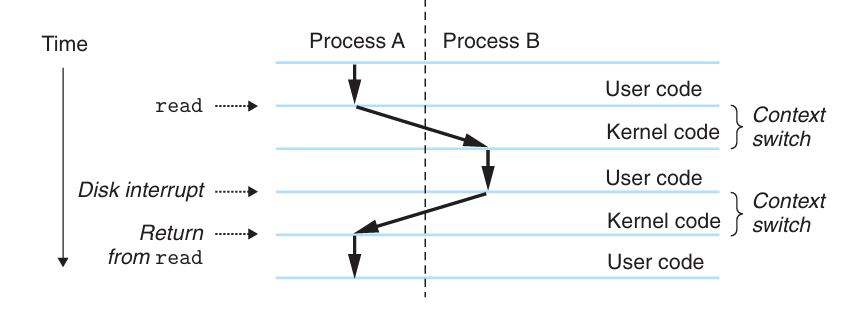 Time
Process A
Process B
User code
read
Kernel code
Context
switch
User code
Disk interrupt
Kernel code
Context
switch
Return
from read
User code